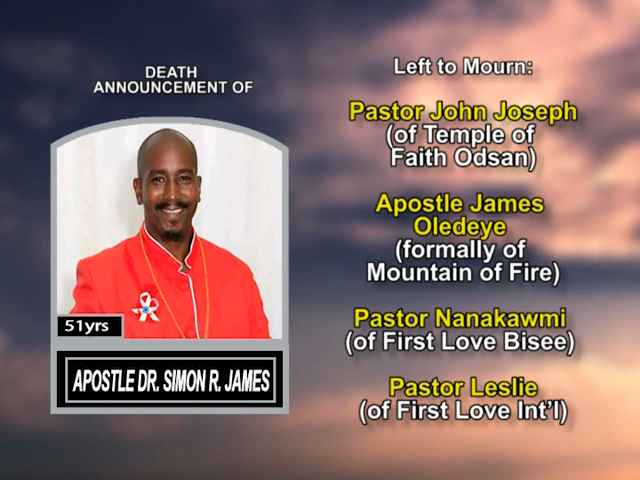 DEATH
ANNOUNCEMENT OF
51yrs
APOSTLE DR. SIMON R. JAMES
Left to Mourn:
Pastor John Joseph
(of Temple of
Faith Odsan)
Apostle James
Oledeye
(formally of
Mountain of Fire)
Pastor Nanakawmi
(of First Love Bisee)
Pastor Leslie
(of First Love Int'l)